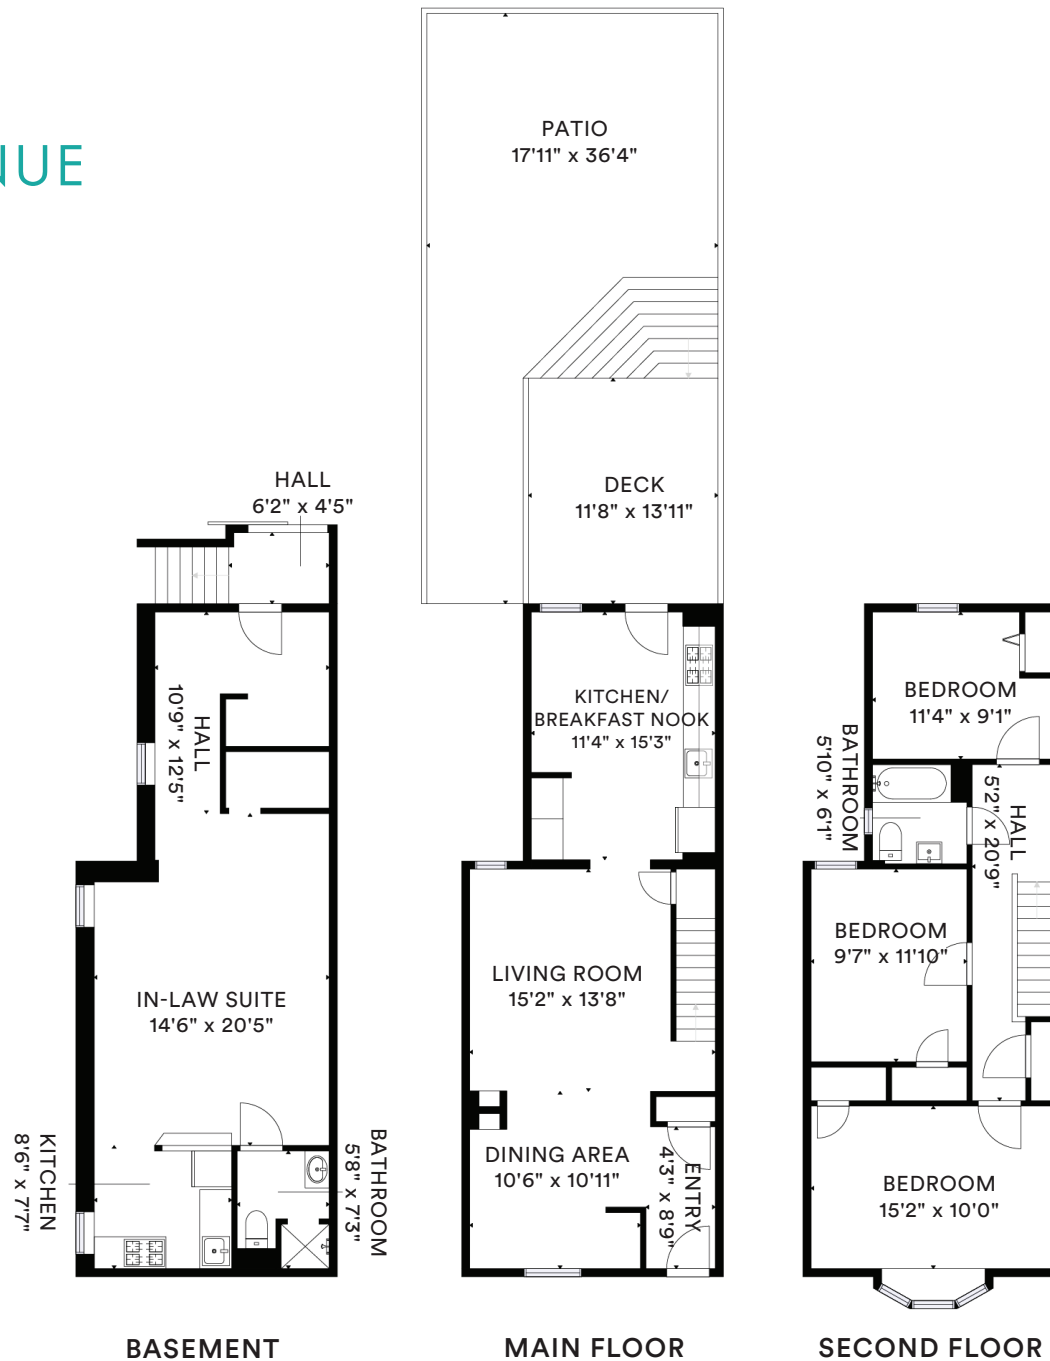 NUE
PATIO
17'11" x 36'4"
DECK
11'8" x 13'11"
HALL
6'2" x 4'5"
HALL
10'9" x 12'5"
IN-LAW SUITE
14'6" x 20'5"
KITCHEN
8'6" x 7'7"
BATHROOM
5'8" x 7'3"
BASEMENT
KITCHEN/
BREAKFAST NOOK
11'4" x 15'3"
LIVING ROOM
15'2" x 13'8"
DINING AREA
10'6" x 10'11"
ENTRY
4'3" x 8'9"
MAIN FLOOR
BEDROOM
11'4" x 9'1"
BATHROOM
5'10" x 6'1"
HALL
5'2" x 20'9"
BEDROOM
9'7" x 11'10"
BEDROOM
15'2" x 10'0"
SECOND FLOOR